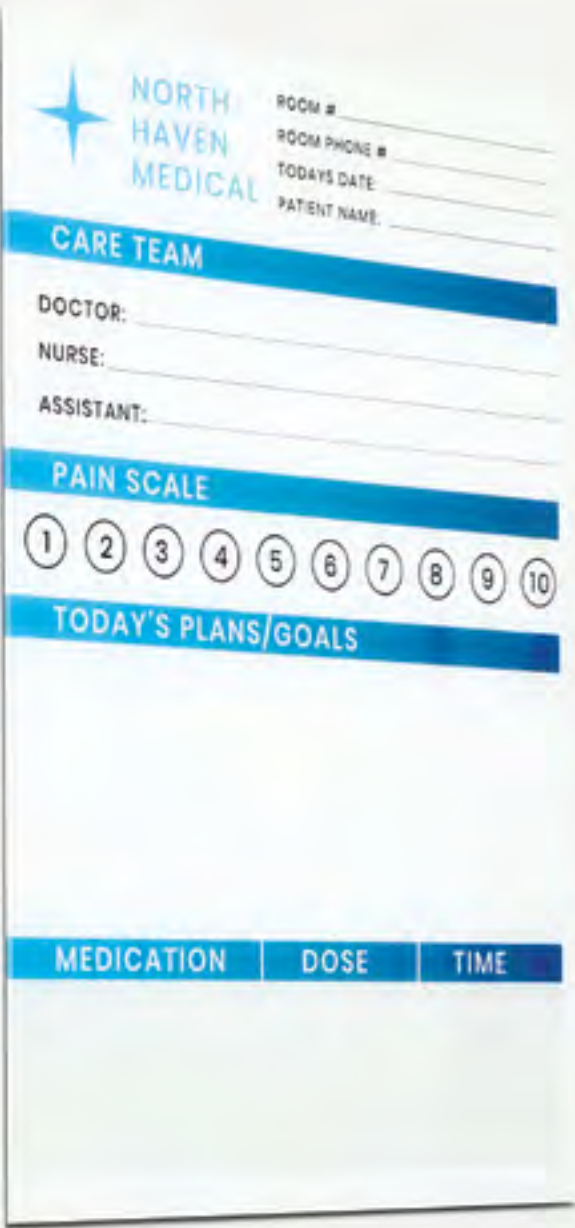 NORTH
HAVEN
MEDICAL
ROOM #
ROOM PHONE #
TODAYS DATE:
PATIENT NAME:
CARE TEAM
DOCTOR:
NURSE:
ASSISTANT:
PAIN SCALE
1 2 3 4 5 6 7 8 9 10
TODAY'S PLANS/GOALS
MEDICATION DOSE TIME